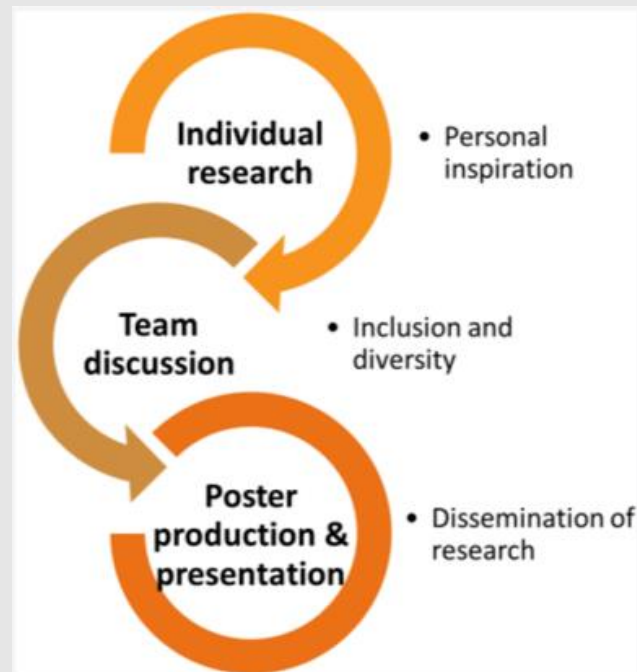 Individual
research
• Personal
inspiration
Team
discussion
• Inclusion and
diversity
Poster
production &
presentation
• Dissemination of
research